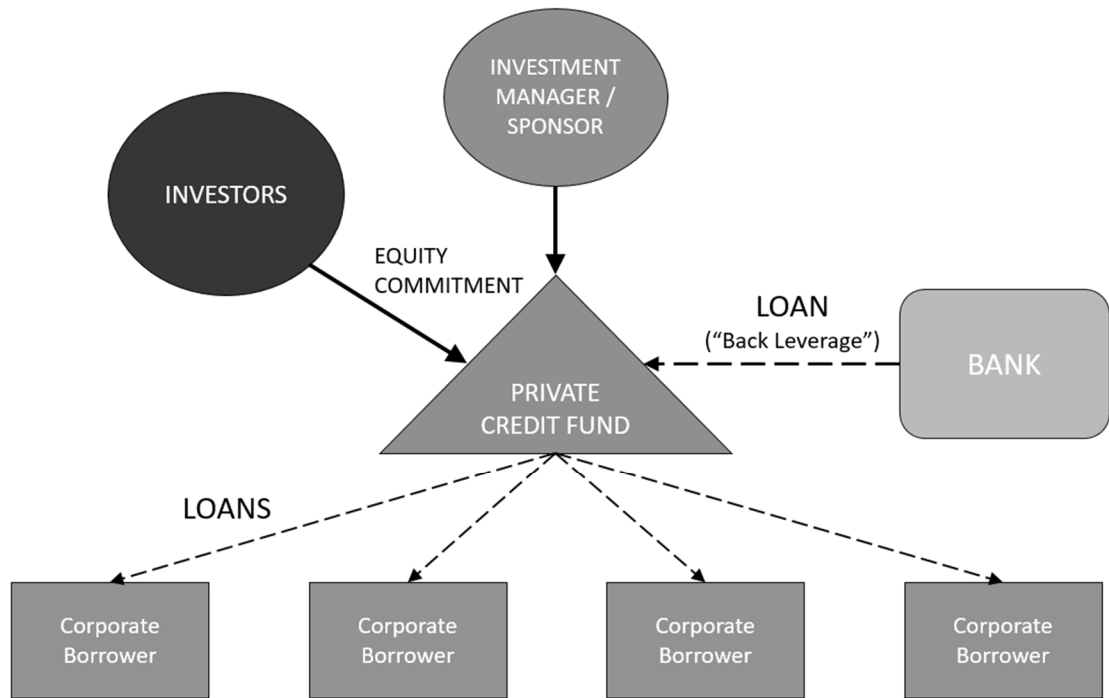 INVESTMENT
MANAGER /
SPONSOR
INVESTORS
EQUITY
COMMITMENT
LOAN
(“Back Leverage”)
BANK
PRIVATE
CREDIT FUND
LOANS
Corporate
Borrower
Corporate
Borrower
Corporate
Borrower
Corporate
Borrower